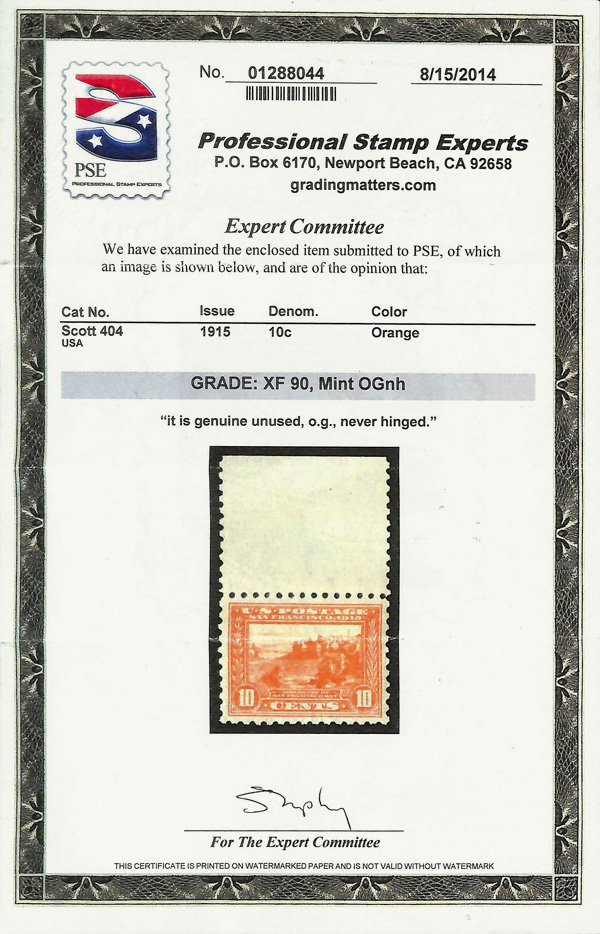 No. 01288044 8/15/2014
PSE
PROFESSIONAL STAMP EXPERTS
Professional Stamp Experts
P.O. Box 6170, Newport Beach, CA 92658
gradingmatters.com
Expert Committee
We have examined the enclosed item submitted to PSE, of which
an image is shown below, and are of the opinion that:
Cat No. Issue Denom. Color
Scott 404 1915 10c Orange
USA
GRADE: XF 90, Mint OGnh
“it is genuine unused, o.g., never hinged.”
U·S·POSTAGE
SAN FRANCISCO, 1915
10 10
CENTS
For The Expert Committee
THIS CERTIFICATE IS PRINTED ON WATERMARKED PAPER AND IS NOT VALID WITHOUT WATERMARK